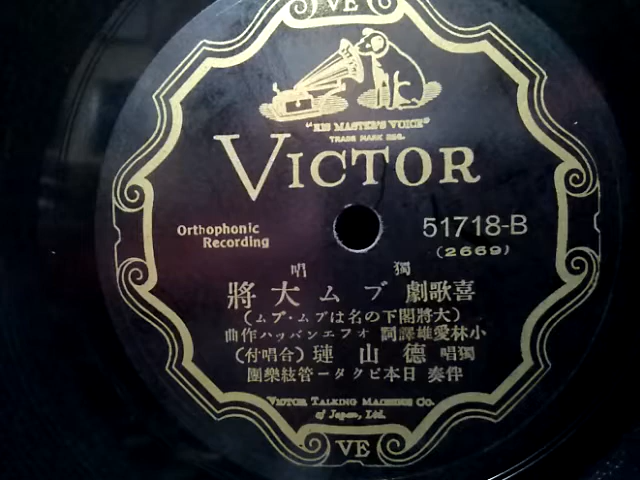 VE
"HIS MASTER'S VOICE"
TRADE MARK REG.
VICTOR
Orthophonic
Recording
51718-B
(2669)
獨唱
喜歌劇 ブム大將
(大將閣下の名はブム・ブム)
小林愛雄譯詞 オフエンバッハ作曲
獨唱 德山璉 (合唱付)
伴奏 日本ビクター管絃樂團
VICTOR TALKING MACHINE CO.
of Japan, Ltd.
VE